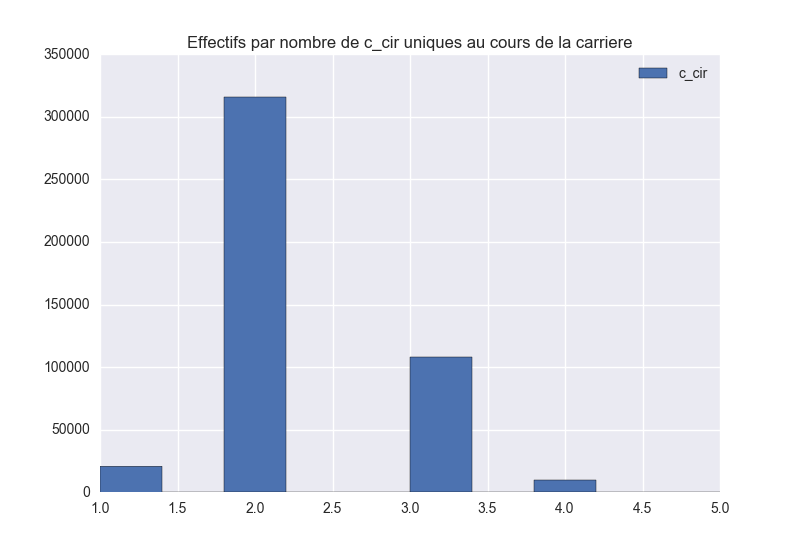 Effectifs par nombre de c_cir uniques au cours de la carriere
350000
c_cir
300000
250000
200000
150000
100000
50000
0
1.0 1.5 2.0 2.5 3.0 3.5 4.0 4.5 5.0